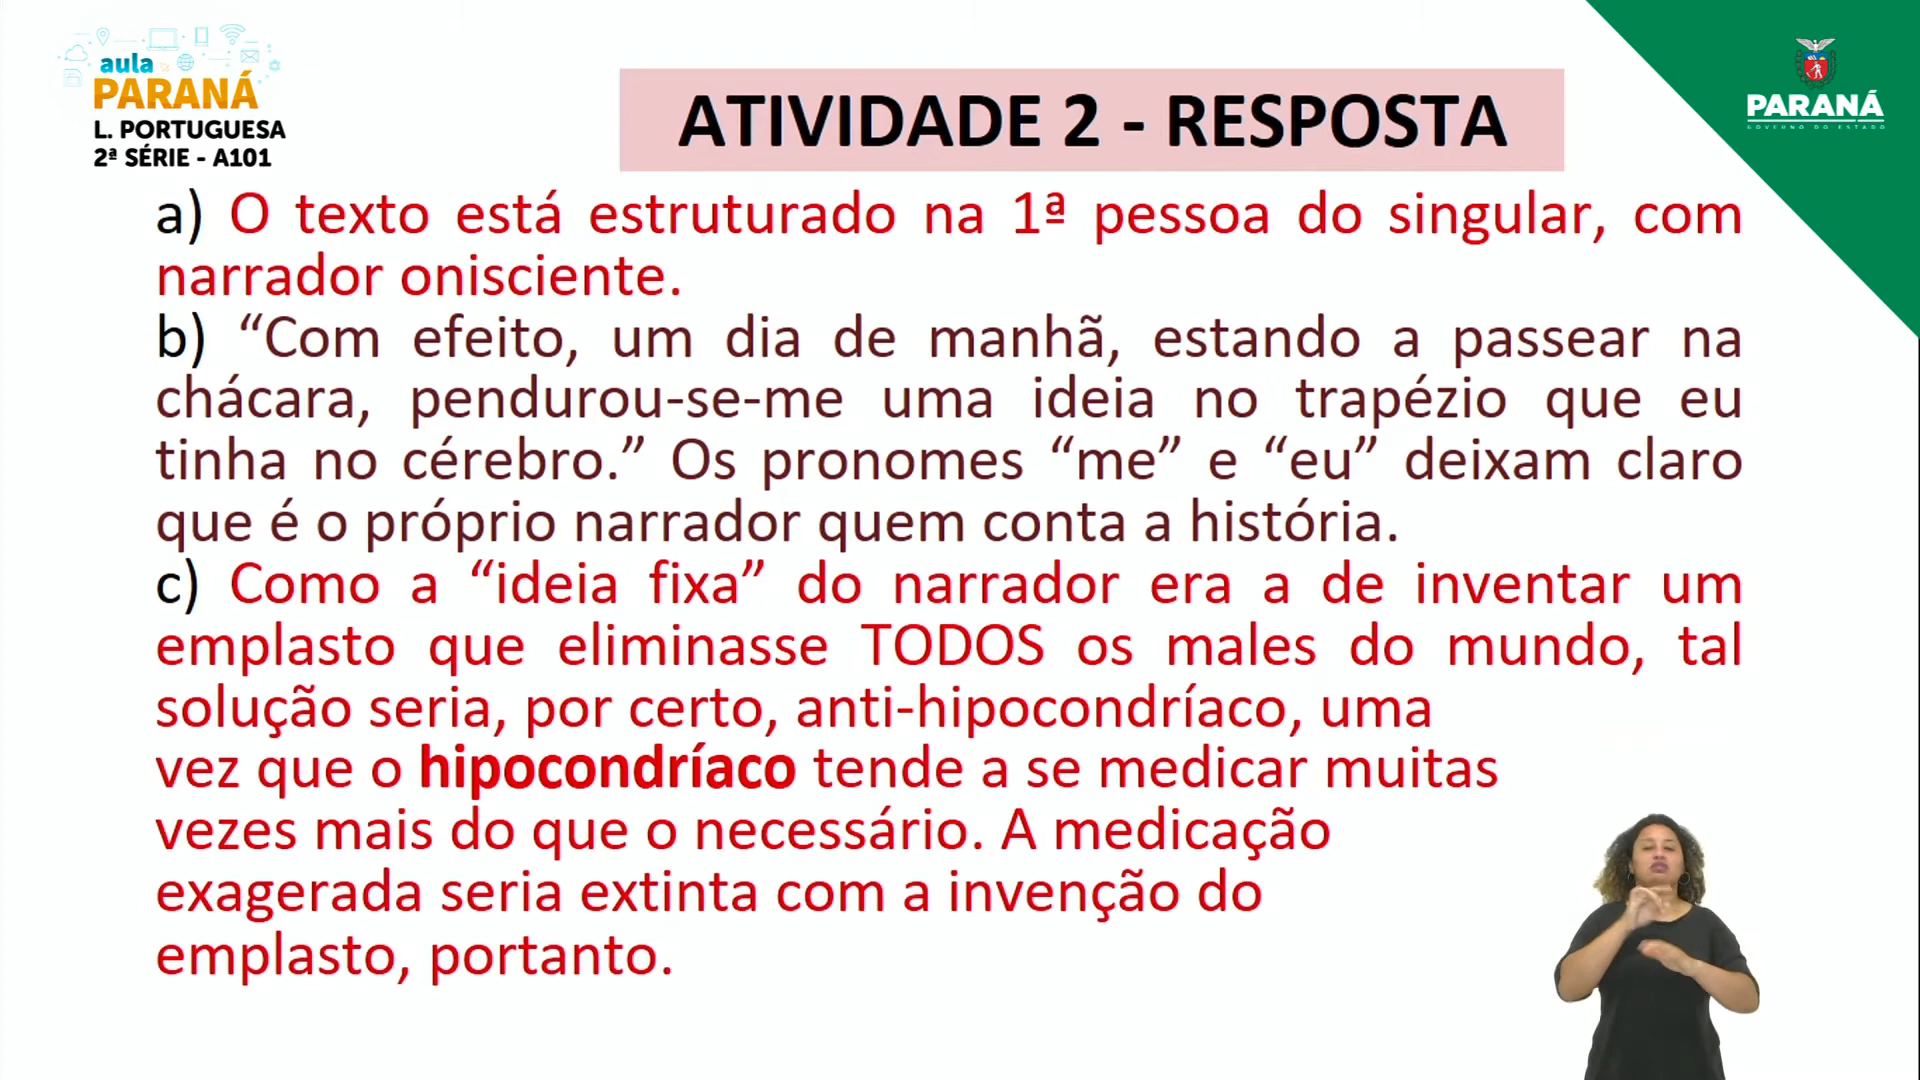 aula
PARANÁ
L. PORTUGUESA
2ª SÉRIE - A101
ATIVIDADE 2 - RESPOSTA
PARANÁ
GOVERNO DO ESTADO
a) O texto está estruturado na 1ª pessoa do singular, com
narrador onisciente.
b) “Com efeito, um dia de manhã, estando a passear na
chácara, pendurou-se-me uma ideia no trapézio que eu
tinha no cérebro.” Os pronomes “me” e “eu” deixam claro
que é o próprio narrador quem conta a história.
c) Como a “ideia fixa” do narrador era a de inventar um
emplasto que eliminasse TODOS os males do mundo, tal
solução seria, por certo, anti-hipocondríaco, uma
vez que o hipocondríaco tende a se medicar muitas
vezes mais do que o necessário. A medicação
exagerada seria extinta com a invenção do
emplasto, portanto.